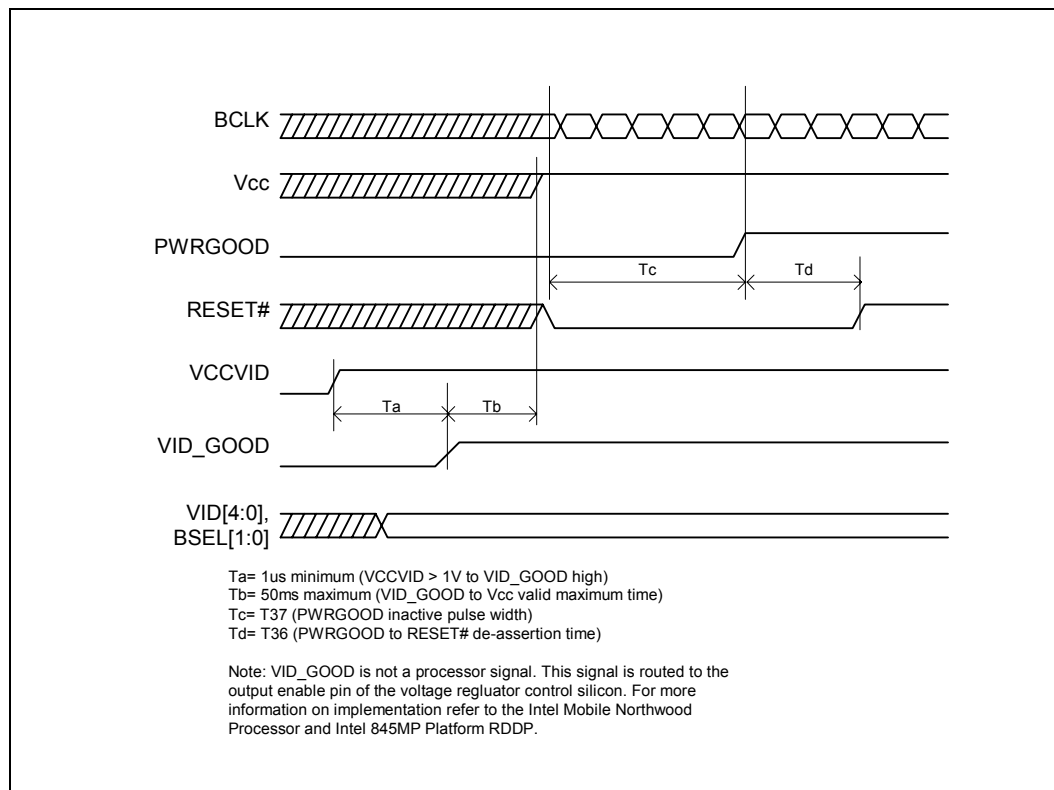 BCLK
Vcc
PWRGOOD
Tc
Td
RESET#
VCCVID
Ta
Tb
VID_GOOD
VID[4:0],
BSEL[1:0]
Ta= 1us minimum (VCCVID > 1V to VID_GOOD high)
Tb= 50ms maximum (VID_GOOD to Vcc valid maximum time)
Tc= T37 (PWRGOOD inactive pulse width)
Td= T36 (PWRGOOD to RESET# de-assertion time)
Note: VID_GOOD is not a processor signal. This signal is routed to the
output enable pin of the voltage regluator control silicon. For more
information on implementation refer to the Intel Mobile Northwood
Processor and Intel 845MP Platform RDDP.